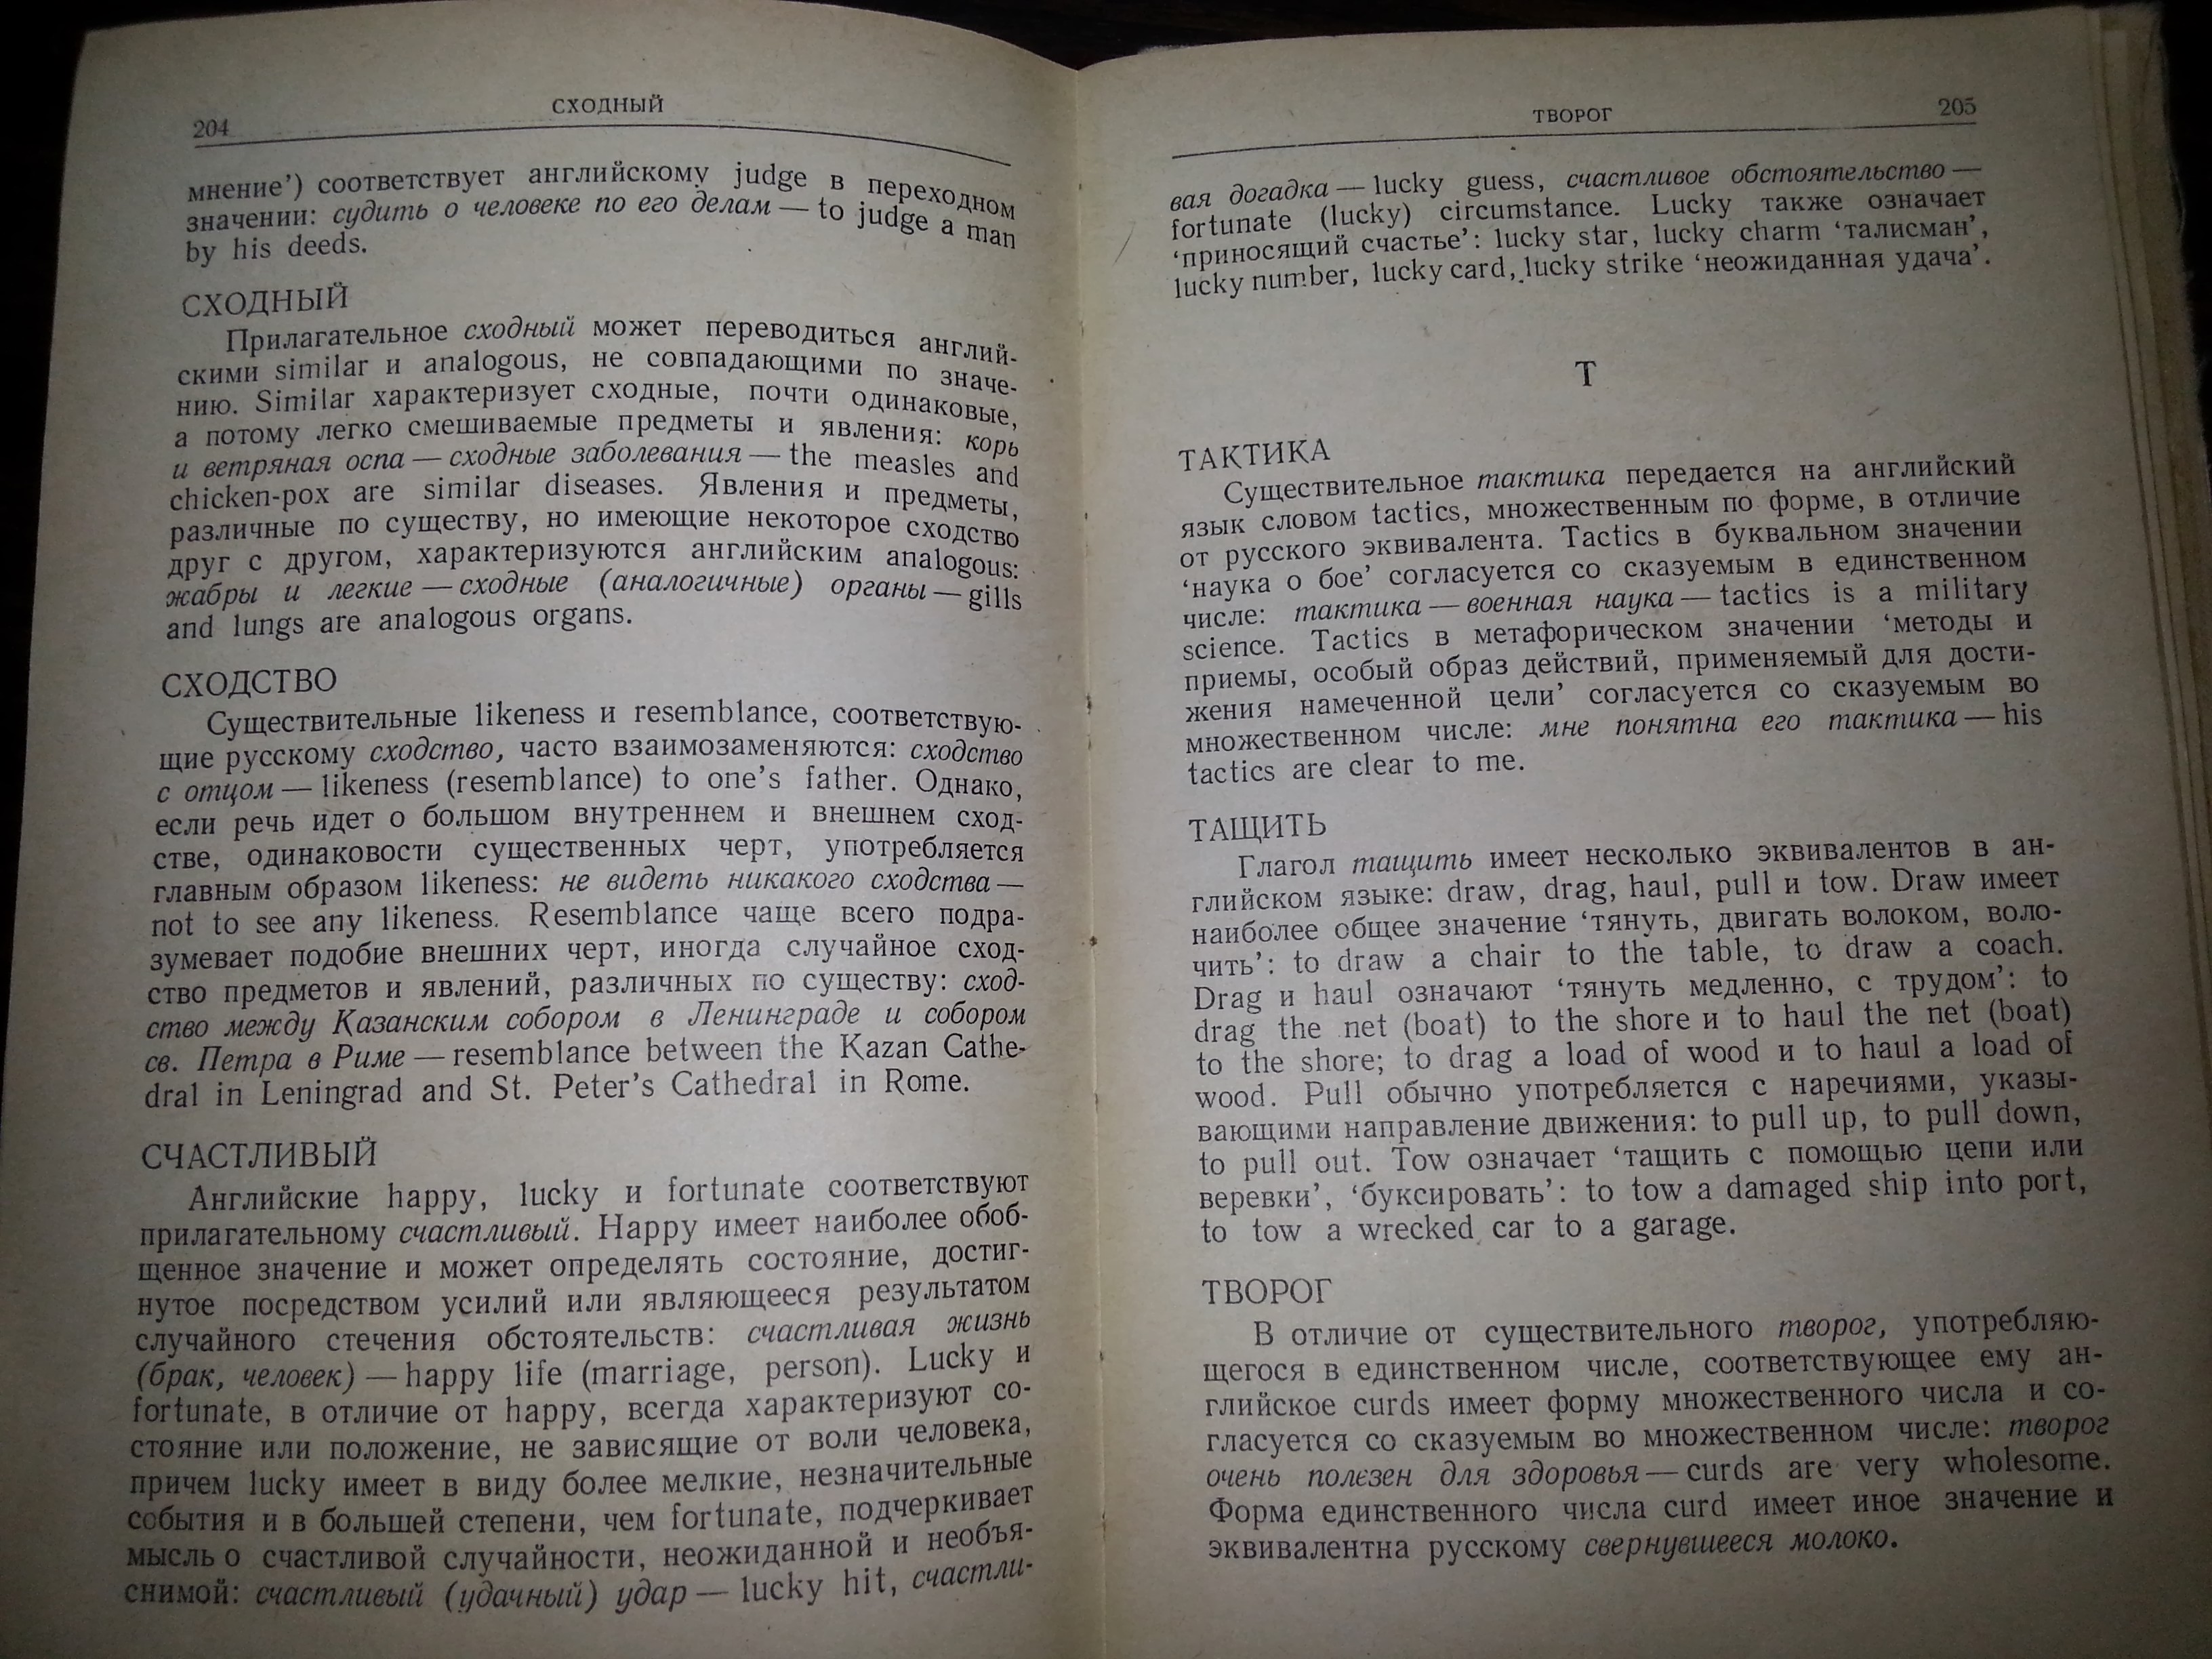 204
СХОДНЫЙ
мнение’) соответствует английскому judge в переходном
значении: судить о человеке по его делам — to judge a man
by his deeds.
СХОДНЫЙ
Прилагательное сходный может переводиться англий-
скими similar и analogous, не совпадающими по значе-
нию. Similar характеризует сходные, почти одинаковые,
а потому легко смешиваемые предметы и явления: корь
и ветряная оспа — сходные заболевания — the measles and
chicken-pox are similar diseases. Явления и предметы,
различные по существу, но имеющие некоторое сходство
друг с другом, характеризуются английским analogous:
жабры и легкие — сходные (аналогичные) органы — gills
and lungs are analogous organs.
СХОДСТВО
Существительные likeness и resemblance, соответствую-
щие русскому сходство, часто взаимозаменяются: сходство
с отцом — likeness (resemblance) to one’s father. Однако,
если речь идет о большом внутреннем и внешнем сход-
стве, одинаковости существенных черт, употребляется
главным образом likeness: не видеть никакого сходства —
not to see any likeness. Resemblance чаще всего подра-
зумевает подобие внешних черт, иногда случайное сход-
ство предметов и явлений, различных по существу: сход-
ство между Казанским собором в Ленинграде и собором
св. Петра в Риме — resemblance between the Kazan Cathe-
dral in Leningrad and St. Peter’s Cathedral in Rome.
СЧАСТЛИВЫЙ
Английские happy, lucky и fortunate соответствуют
прилагательному счастливый. Happy имеет наиболее обоб-
щенное значение и может определять состояние, достиг-
нутое посредством усилий или являющееся результатом
случайного стечения обстоятельств: счастливая жизнь
(брак, человек) — happy life (marriage, person). Lucky и
fortunate, в отличие от happy, всегда характеризуют со-
стояние или положение, не зависящие от воли человека,
причем lucky имеет в виду более мелкие, незначительные
события и в большей степени, чем fortunate, подчеркивает
мысль о счастливой случайности, неожиданной и необъя-
снимой: счастливый (удачный) удар — lucky hit, счастли-
ТВОРОГ
205
вая догадка — lucky guess, счастливое обстоятельство —
fortunate (lucky) circumstance. Lucky также означает
‘приносящий счастье’: lucky star, lucky charm ‘талисман’,
lucky number, lucky card, lucky strike ‘неожиданная удача’.
Т
ТАКТИКА
Существительное тактика передается на английский
язык словом tactics, множественным по форме, в отличие
от русского эквивалента. Tactics в буквальном значении
‘наука о бое’ согласуется со сказуемым в единственном
числе: тактика — военная наука — tactics is a military
science. Tactics в метафорическом значении ‘методы и
приемы, особый образ действий, применяемый для дости-
жения намеченной цели’ согласуется со сказуемым во
множественном числе: мне понятна его тактика — his
tactics are clear to me.
ТАЩИТЬ
Глагол тащить имеет несколько эквивалентов в ан-
глийском языке: draw, drag, haul, pull и tow. Draw имеет
наиболее общее значение ‘тянуть, двигать волоком, воло-
чить’: to draw a chair to the table, to draw a coach.
Drag и haul означают ‘тянуть медленно, с трудом’: to
drag the net (boat) to the shore и to haul the net (boat)
to the shore; to drag a load of wood и to haul a load of
wood. Pull обычно употребляется с наречиями, указы-
вающими направление движения: to pull up, to pull down,
to pull out. Tow означает ‘тащить с помощью цепи или
веревки’, ‘буксировать’: to tow a damaged ship into port,
to tow a wrecked car to a garage.
ТВОРОГ
В отличие от существительного творог, употребляю-
щегося в единственном числе, соответствующее ему ан-
глийское curds имеет форму множественного числа и со-
гласуется со сказуемым во множественном числе: творог
очень полезен для здоровья — curds are very wholesome.
Форма единственного числа curd имеет иное значение и
эквивалентна русскому свернувшееся молоко.